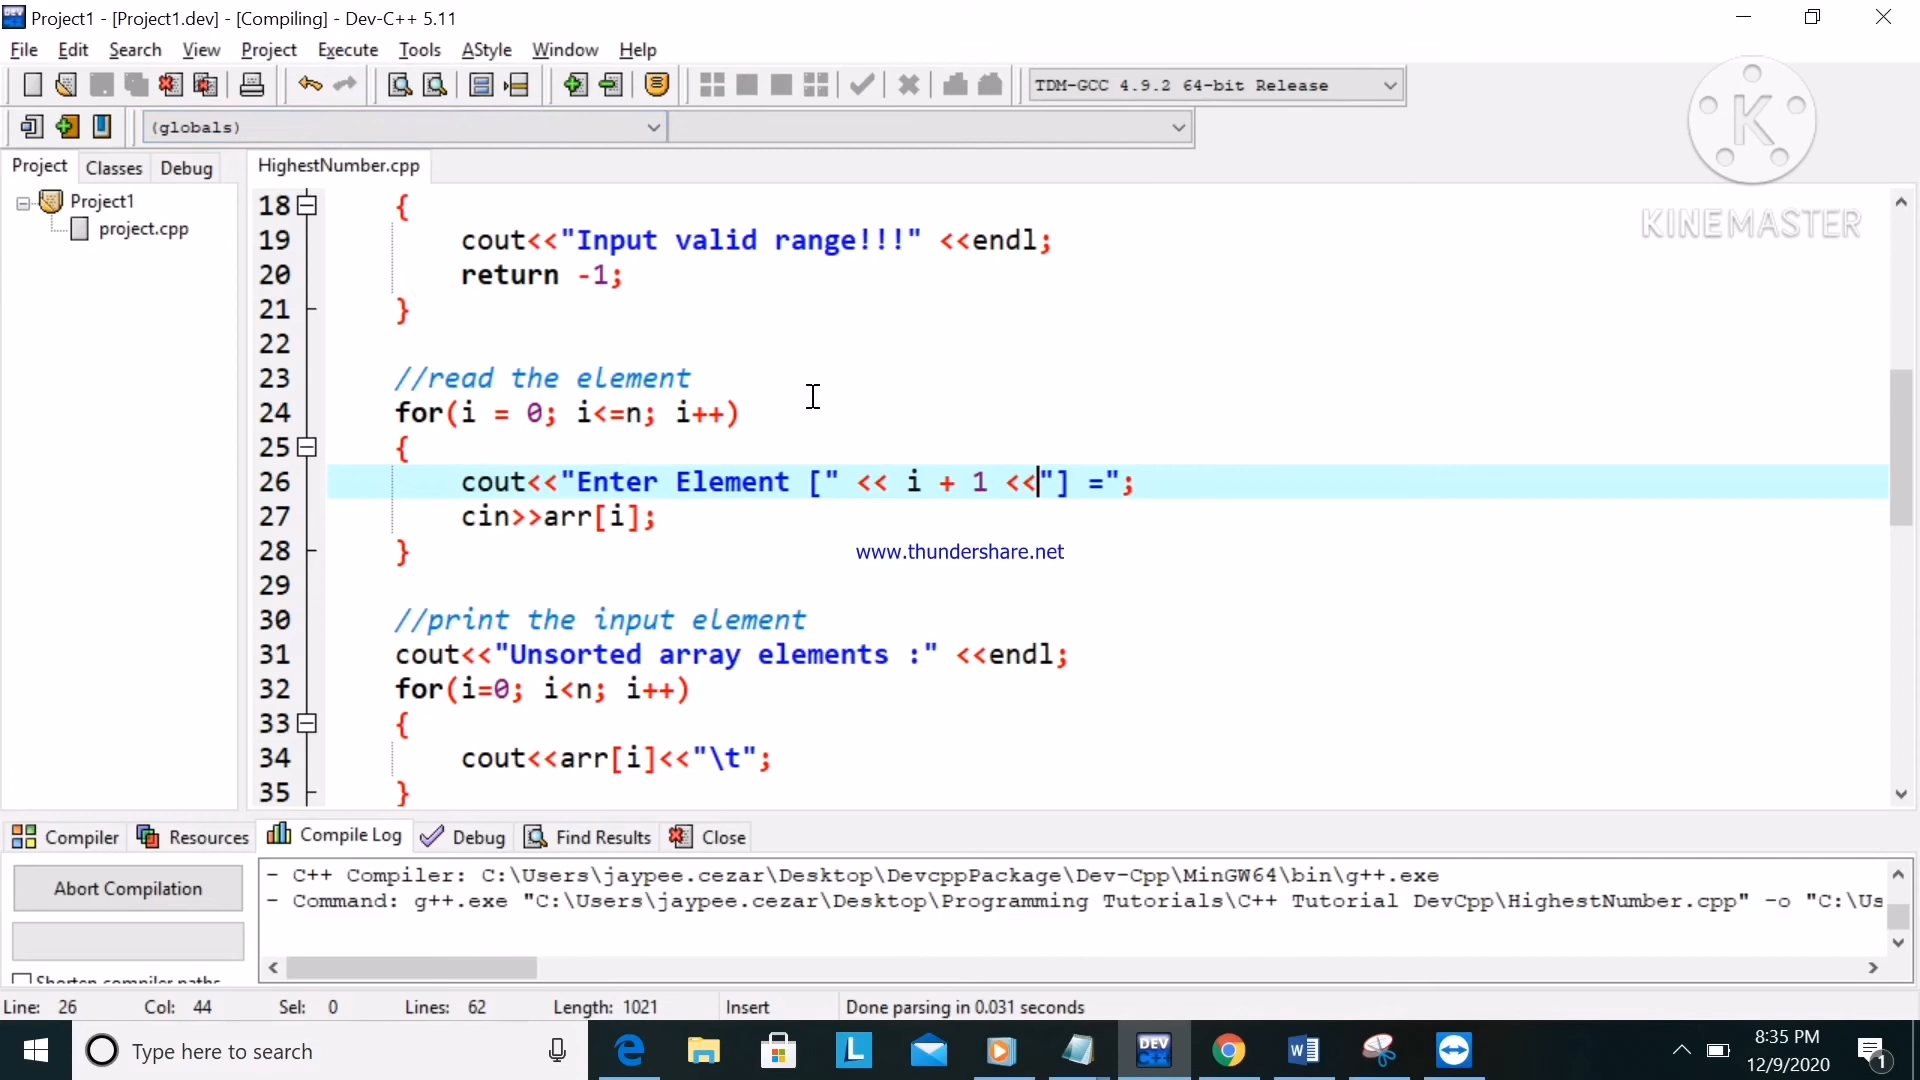 Project1 - [Project1.dev] - [Compiling] - Dev-C++ 5.11
File Edit Search View Project Execute Tools AStyle Window Help
TDM-GCC 4.9.2 64-bit Release
(globals)
K
KINEMASTER
Project Classes Debug
HighestNumber.cpp
Project1
project.cpp
18 {
19 cout<<"Input valid range!!!" <<endl;
20 return -1;
21 }
22
23 //read the element
24 for(i = 0; i<=n; i++)
25 {
26 cout<<"Enter Element [" << i + 1 <<"] =";
27 cin>>arr[i];
28 }
www.thundershare.net
29
30 //print the input element
31 cout<<"Unsorted array elements :" <<endl;
32 for(i=0; i<n; i++)
33 {
34 cout<<arr[i]<<"\t";
35 }
Compiler Resources Compile Log Debug Find Results Close
Abort Compilation
- C++ Compiler: C:\Users\jaypee.cezar\Desktop\DevcppPackage\Dev-Cpp\MinGW64\bin\g++.exe
- Command: g++.exe "C:\Users\jaypee.cezar\Desktop\Programming Tutorials\C++ Tutorial DevCpp\HighestNumber.cpp" -o "C:\Us
Shorten compiler paths
Line: 26 Col: 44 Sel: 0 Lines: 62 Length: 1021 Insert Done parsing in 0.031 seconds
Type here to search
L
DEV C++
W
8:35 PM
12/9/2020
1